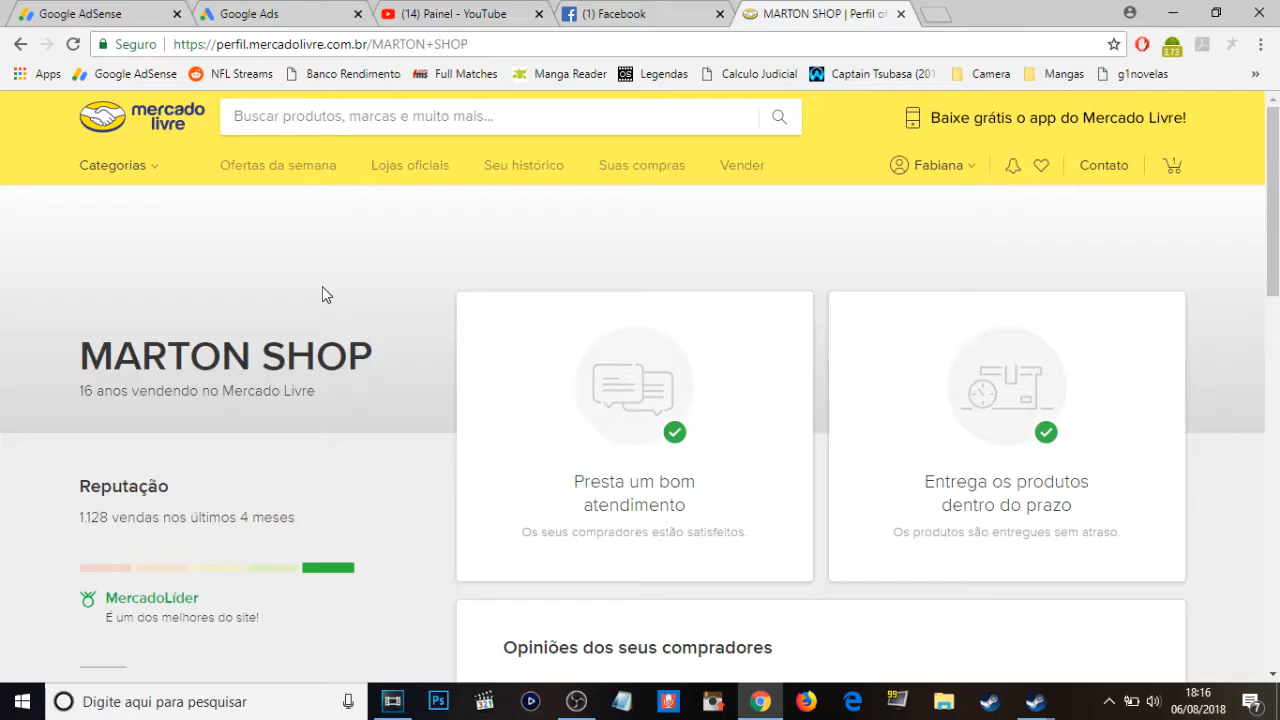 Google AdSense
Google Ads
(14) Painel - YouTube
(1) Facebook
MARTON SHOP | Perfil o
Seguro
https://perfil.mercadolivre.com.br/MARTON+SHOP
1.73
Apps
Google AdSense
NFL Streams
Banco Rendimento
Full Matches
Manga Reader
Legendas
Calculo Judicial
Captain Tsubasa (201
Camera
Mangas
g1novelas
mercado
livre
Buscar produtos, marcas e muito mais...
Baixe grátis o app do Mercado Livre!
Categorias
Ofertas da semana
Lojas oficiais
Seu histórico
Suas compras
Vender
Fabiana
Contato
1
MARTON SHOP
16 anos vendendo no Mercado Livre
Reputação
1.128 vendas nos últimos 4 meses
MercadoLíder
É um dos melhores do site!
Presta um bom
atendimento
Os seus compradores estão satisfeitos.
Entrega os produtos
dentro do prazo
Os produtos são entregues sem atraso.
Opiniões dos seus compradores
Digite aqui para pesquisar
Ps
99
18:16
06/08/2018
7